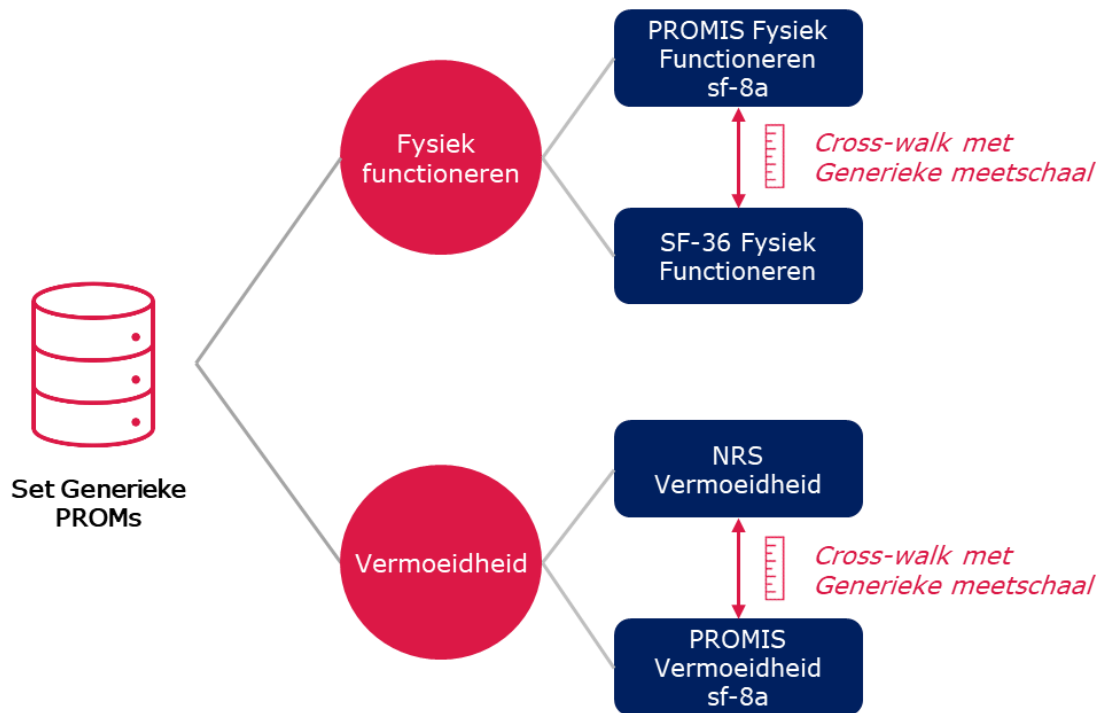 PROMIS Fysiek
Functioneren
sf-8a
Fysiek
functioneren
Cross-walk met
Generieke meetschaal
SF-36 Fysiek
Functioneren
Set Generieke
PROMs
NRS
Vermoeidheid
Vermoeidheid
Cross-walk met
Generieke meetschaal
PROMIS
Vermoeidheid
sf-8a